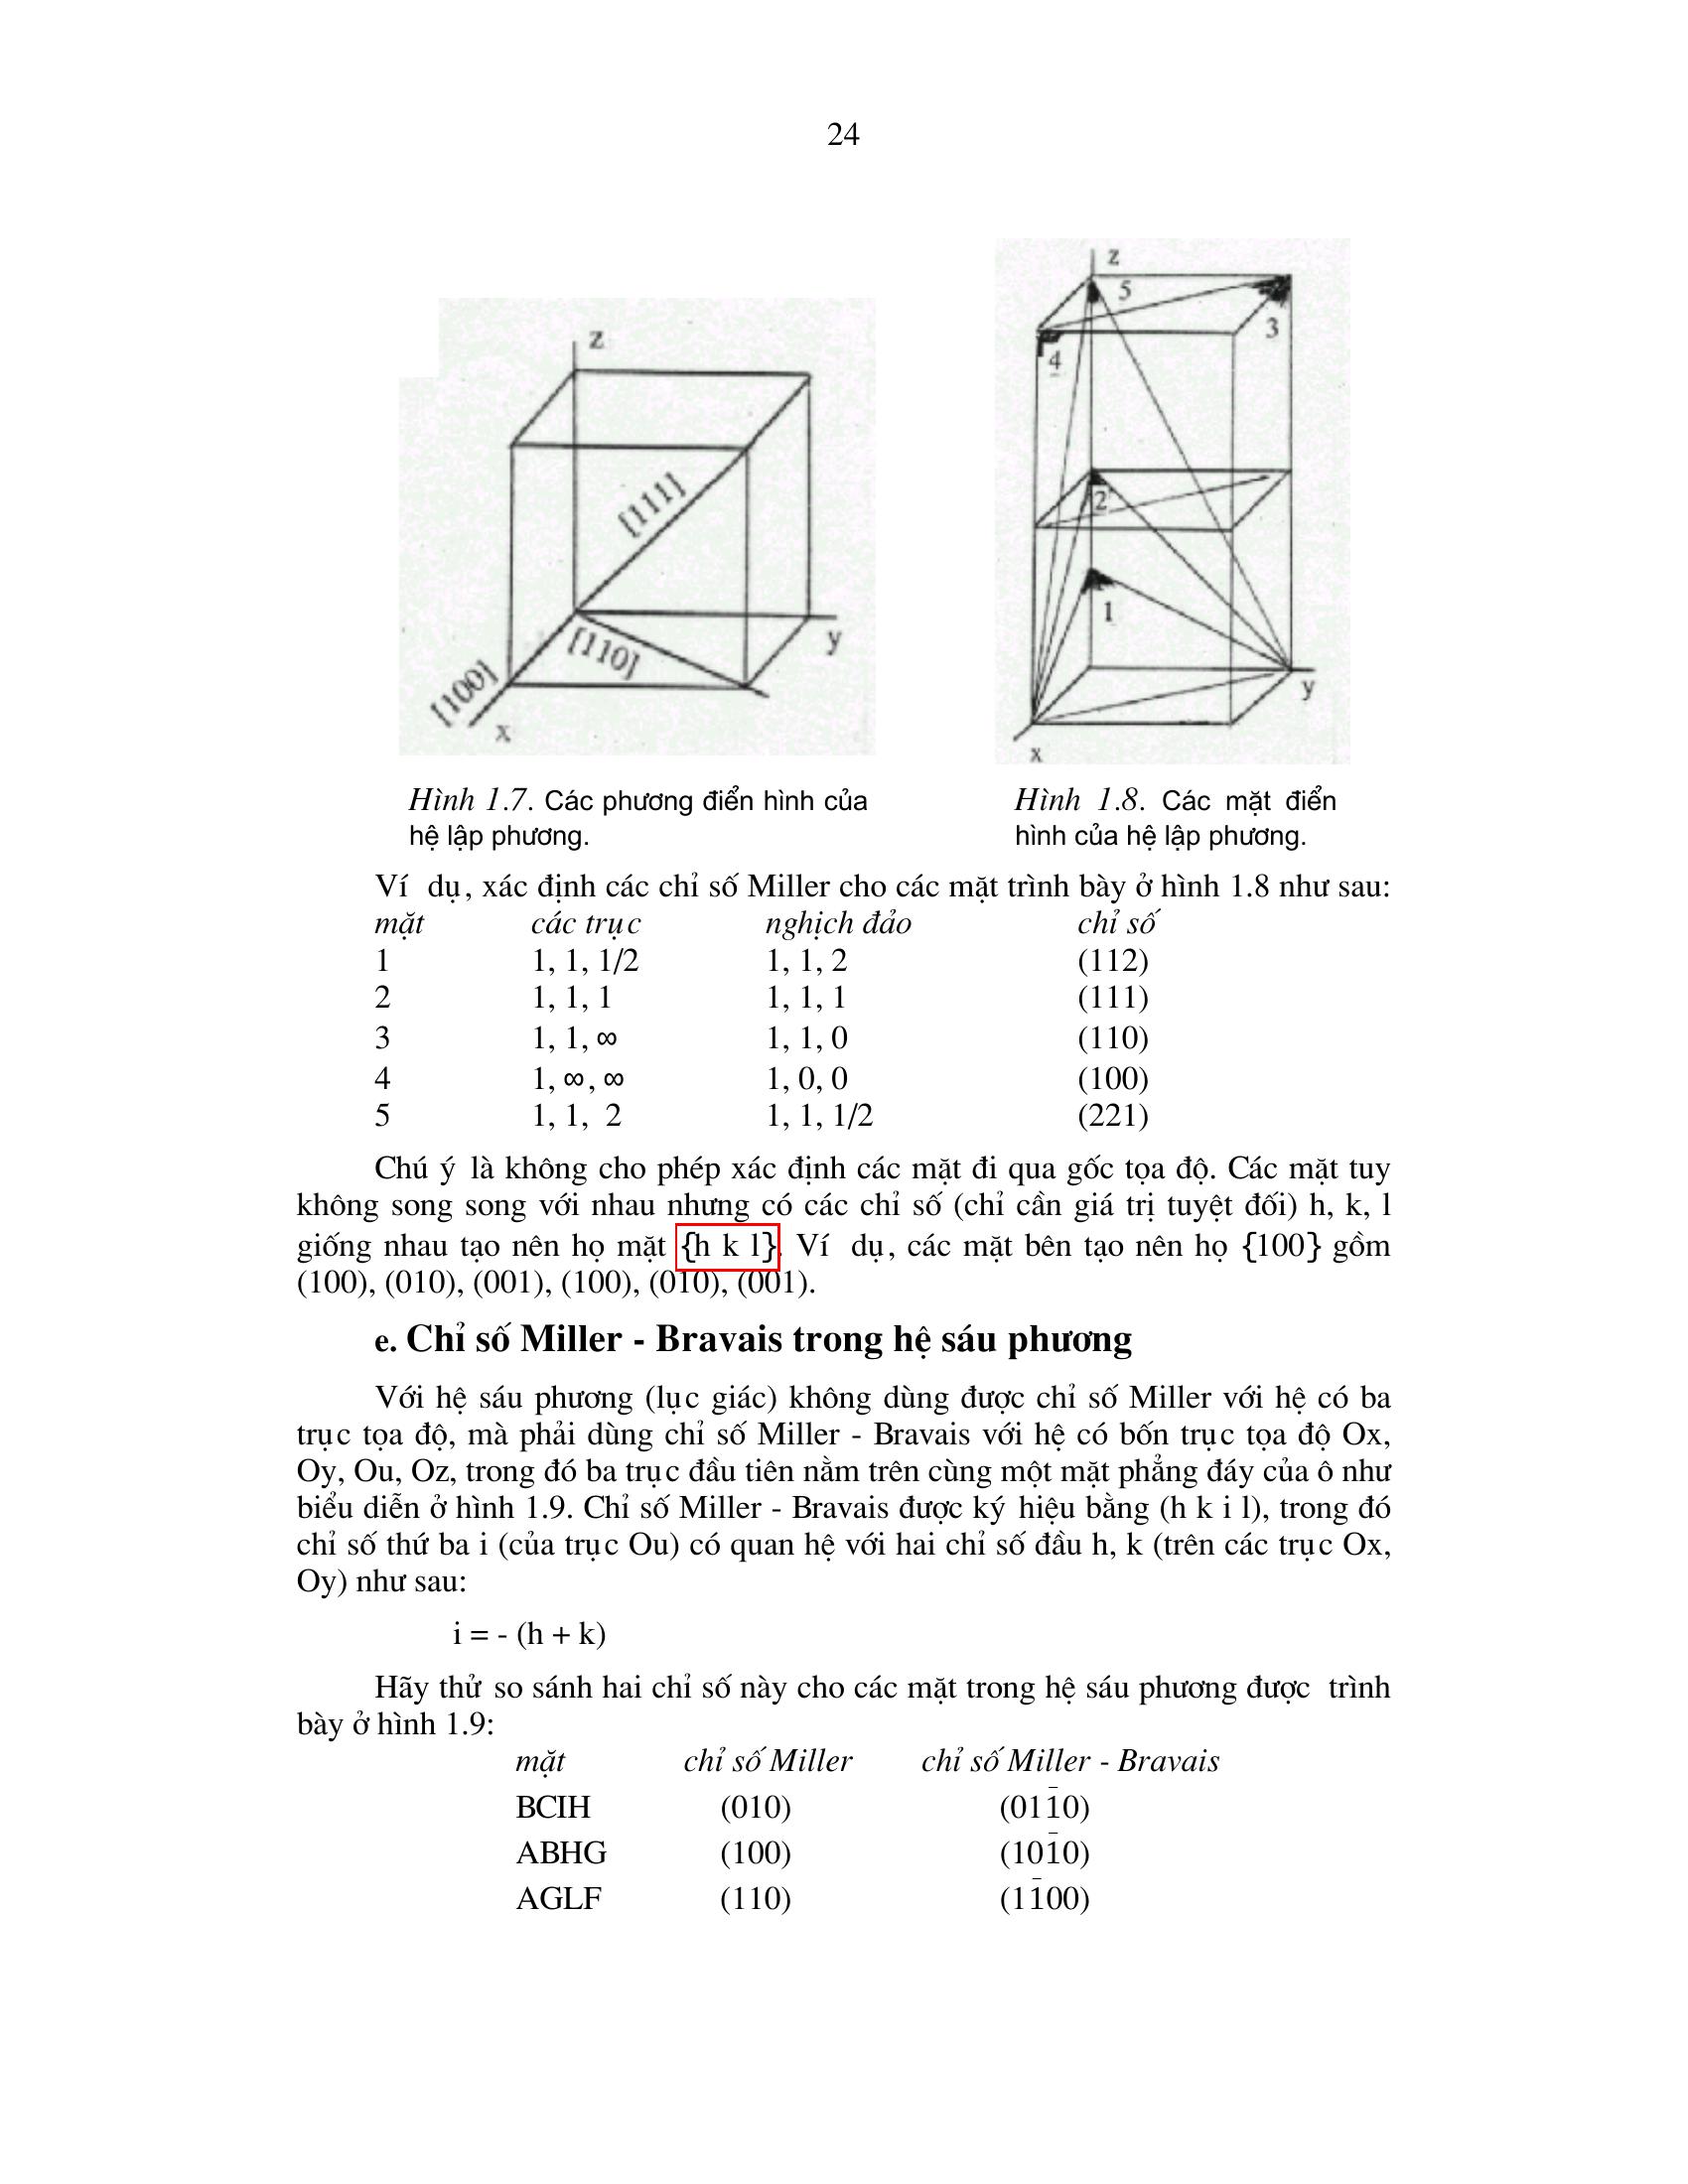 24
z
[111]
[110]
y
[100]
x
z
5
3
4
2
1
y
x
Hình 1.7. Các phương điển hình của
hệ lập phương.
Hình 1.8. Các mặt điển
hình của hệ lập phương.
Ví dụ, xác định các chỉ số Miller cho các mặt trình bày ở hình 1.8 như sau:
mặt các trục nghịch đảo chỉ số
1 1, 1, 1/2 1, 1, 2 (112)
2 1, 1, 1 1, 1, 1 (111)
3 1, 1, ∞ 1, 1, 0 (110)
4 1, ∞, ∞ 1, 0, 0 (100)
5 1, 1, 2 1, 1, 1/2 (221)
Chú ý là không cho phép xác định các mặt đi qua gốc tọa độ. Các mặt tuy
không song song với nhau nhưng có các chỉ số (chỉ cần giá trị tuyệt đối) h, k, l
giống nhau tạo nên họ mặt {h k l}. Ví dụ, các mặt bên tạo nên họ {100} gồm
(100), (010), (001), (100), (010), (001).
e. Chỉ số Miller - Bravais trong hệ sáu phương
Với hệ sáu phương (lục giác) không dùng được chỉ số Miller với hệ có ba
trục tọa độ, mà phải dùng chỉ số Miller - Bravais với hệ có bốn trục tọa độ Ox,
Oy, Ou, Oz, trong đó ba trục đầu tiên nằm trên cùng một mặt phẳng đáy của ô như
biểu diễn ở hình 1.9. Chỉ số Miller - Bravais được ký hiệu bằng (h k i l), trong đó
chỉ số thứ ba i (của trục Ou) có quan hệ với hai chỉ số đầu h, k (trên các trục Ox,
Oy) như sau:
i = - (h + k)
Hãy thử so sánh hai chỉ số này cho các mặt trong hệ sáu phương được trình
bày ở hình 1.9:
mặt chỉ số Miller chỉ số Miller - Bravais
BCIH (010) (011̄0)
ABHG (100) (101̄0)
AGLF (110) (11̄00)